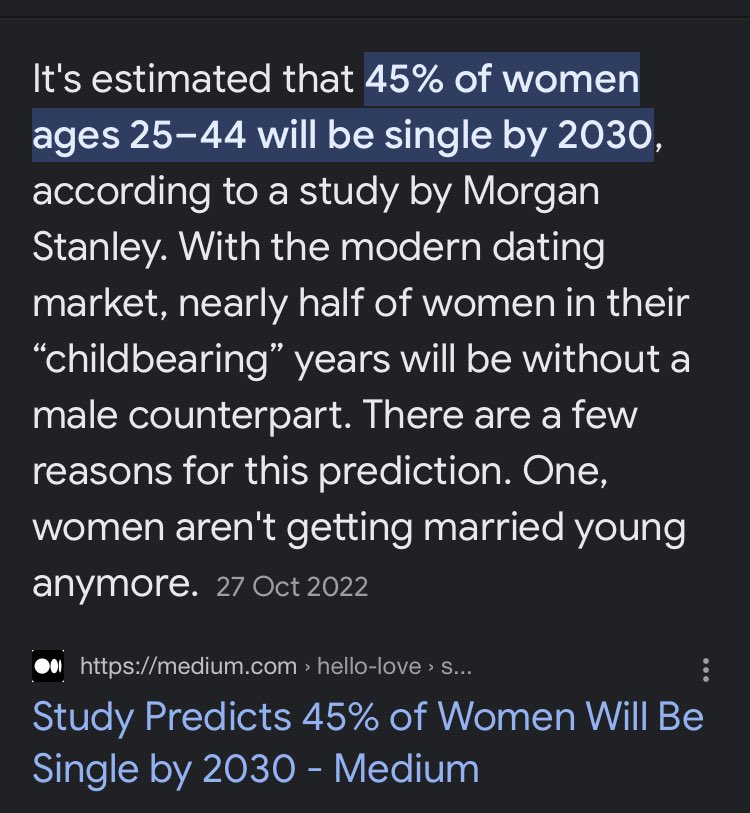 It's estimated that 45% of women
ages 25–44 will be single by 2030,
according to a study by Morgan
Stanley. With the modern dating
market, nearly half of women in their
“childbearing” years will be without a
male counterpart. There are a few
reasons for this prediction. One,
women aren't getting married young
anymore. 27 Oct 2022
https://medium.com › hello-love › s...
Study Predicts 45% of Women Will Be
Single by 2030 - Medium